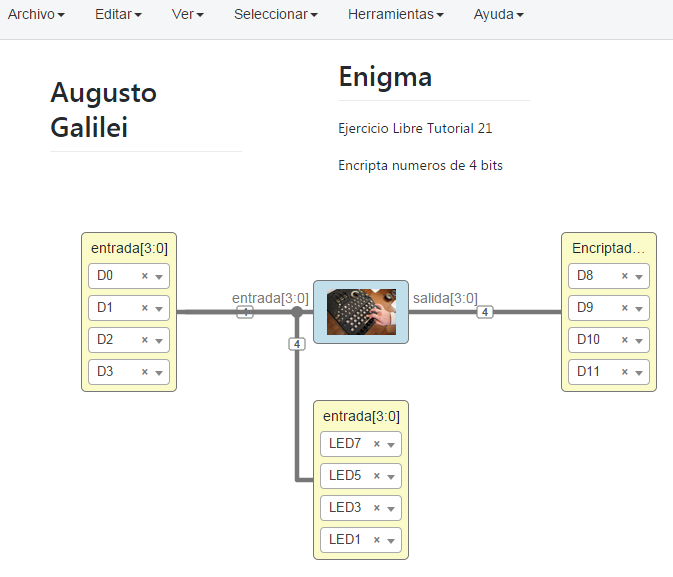 Archivo Editar Ver Seleccionar Herramientas Ayuda
Augusto
Galilei
Enigma
Ejercicio Libre Tutorial 21
Encripta numeros de 4 bits
entrada[3:0]
D0 ×
D1 ×
D2 ×
D3 ×
entrada[3:0]
4
4
salida[3:0]
4
Encriptad...
D8 ×
D9 ×
D10 ×
D11 ×
entrada[3:0]
LED7 ×
LED5 ×
LED3 ×
LED1 ×